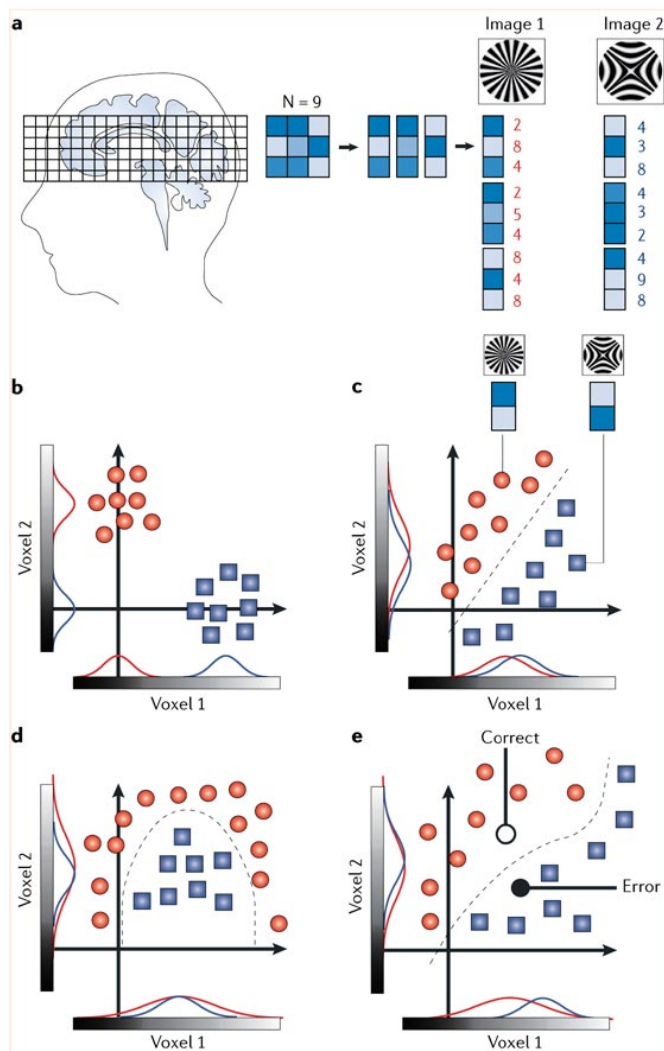 a
Image 1
Image 2
N = 9
2
8
4
2
5
4
8
4
8
4
3
8
4
3
2
4
9
8
b
Voxel 2
Voxel 1
c
Voxel 2
Voxel 1
d
Voxel 2
Voxel 1
e
Correct
Error
Voxel 2
Voxel 1